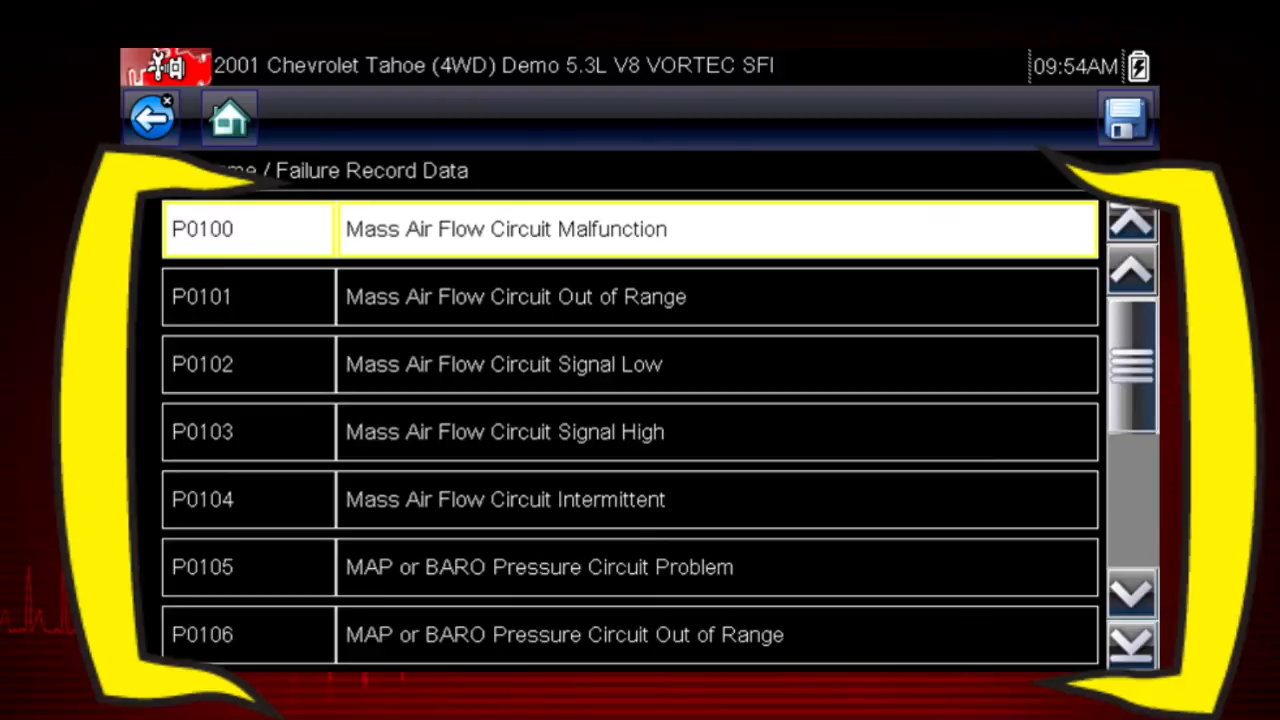 2001 Chevrolet Tahoe (4WD) Demo 5.3L V8 VORTEC SFI
09:54AM
/ Failure Record Data
P0100 Mass Air Flow Circuit Malfunction
P0101 Mass Air Flow Circuit Out of Range
P0102 Mass Air Flow Circuit Signal Low
P0103 Mass Air Flow Circuit Signal High
P0104 Mass Air Flow Circuit Intermittent
P0105 MAP or BARO Pressure Circuit Problem
P0106 MAP or BARO Pressure Circuit Out of Range